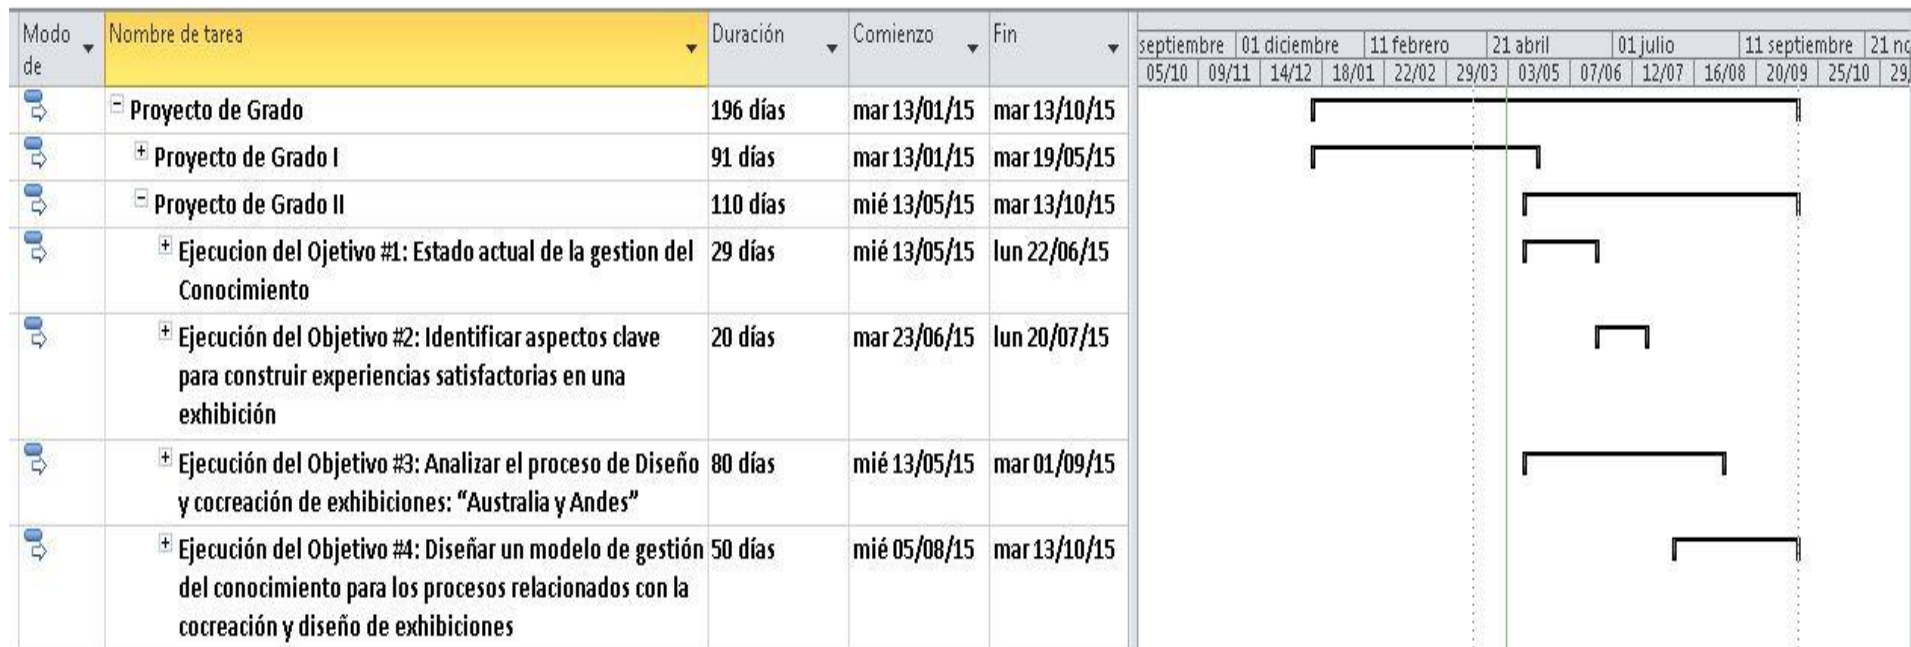 Modo de
Nombre de tarea
Duración
Comienzo
Fin
septiembre 01 diciembre 11 febrero 21 abril 01 julio 11 septiembre 21 no
05/10 09/11 14/12 18/01 22/02 29/03 03/05 07/06 12/07 16/08 20/09 25/10 29/
Proyecto de Grado 196 días mar 13/01/15 mar 13/10/15
Proyecto de Grado I 91 días mar 13/01/15 mar 19/05/15
Proyecto de Grado II 110 días mié 13/05/15 mar 13/10/15
Ejecucion del Ojetivo #1: Estado actual de la gestion del 29 días mié 13/05/15 lun 22/06/15
Conocimiento
Ejecución del Objetivo #2: Identificar aspectos clave 20 días mar 23/06/15 lun 20/07/15
para construir experiencias satisfactorias en una
exhibición
Ejecución del Objetivo #3: Analizar el proceso de Diseño 80 días mié 13/05/15 mar 01/09/15
y cocreación de exhibiciones: “Australia y Andes”
Ejecución del Objetivo #4: Diseñar un modelo de gestión 50 días mié 05/08/15 mar 13/10/15
del conocimiento para los procesos relacionados con la
cocreación y diseño de exhibiciones